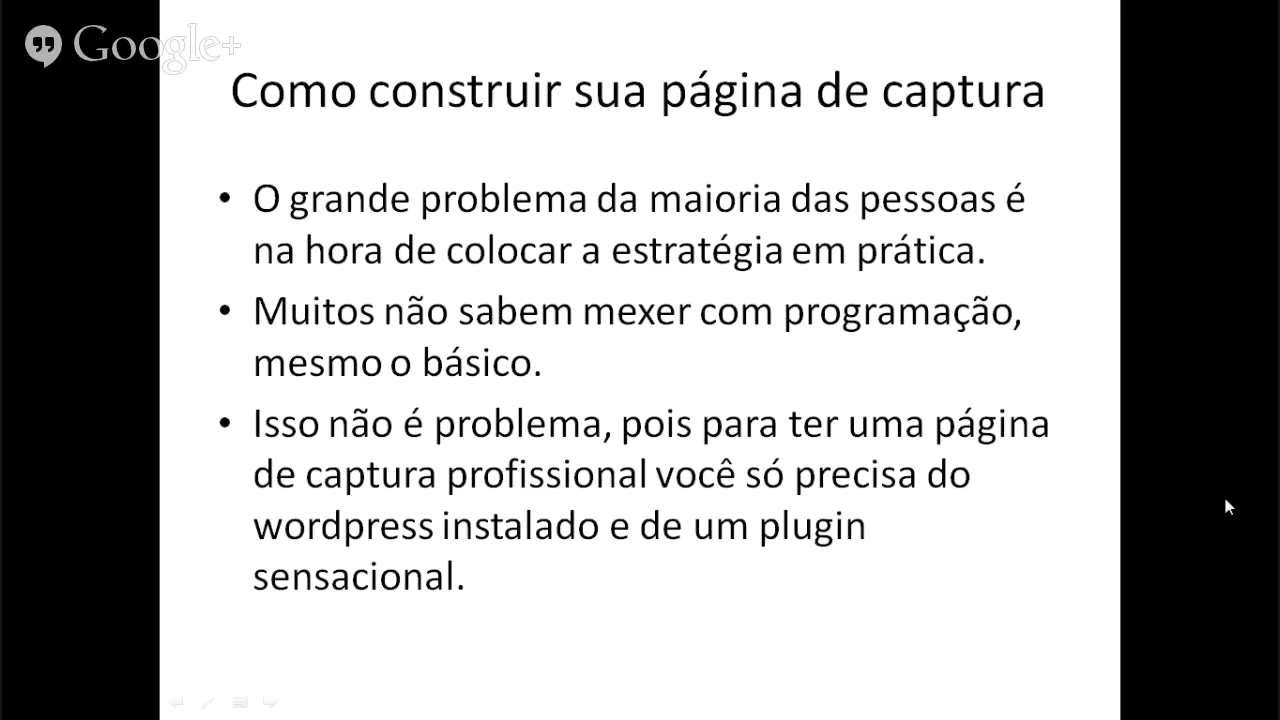 Google+
Como construir sua página de captura
• O grande problema da maioria das pessoas é
na hora de colocar a estratégia em prática.
• Muitos não sabem mexer com programação,
mesmo o básico.
• Isso não é problema, pois para ter uma página
de captura profissional você só precisa do
wordpress instalado e de um plugin
sensacional.